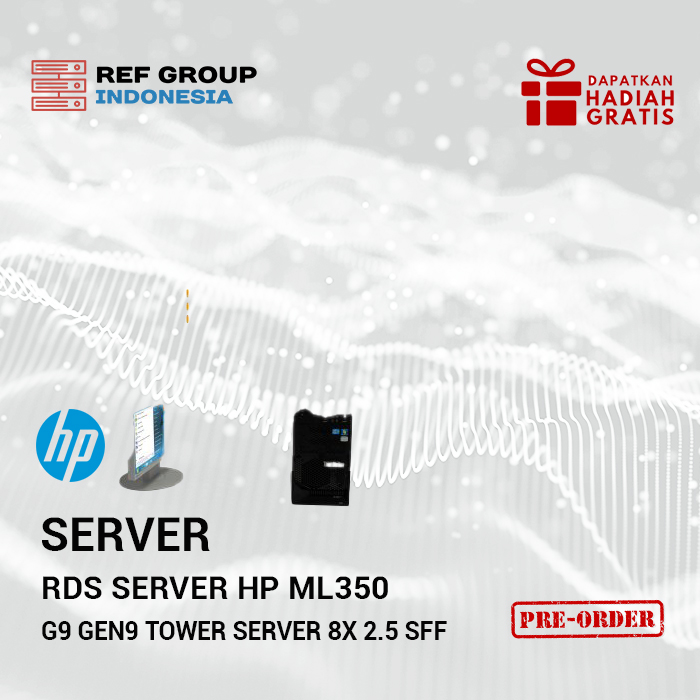 REF GROUP
INDONESIA
DAPATKAN
HADIAH
GRATIS
hp
SERVER
RDS SERVER HP ML350
G9 GEN9 TOWER SERVER 8X 2.5 SFF
PRE-ORDER